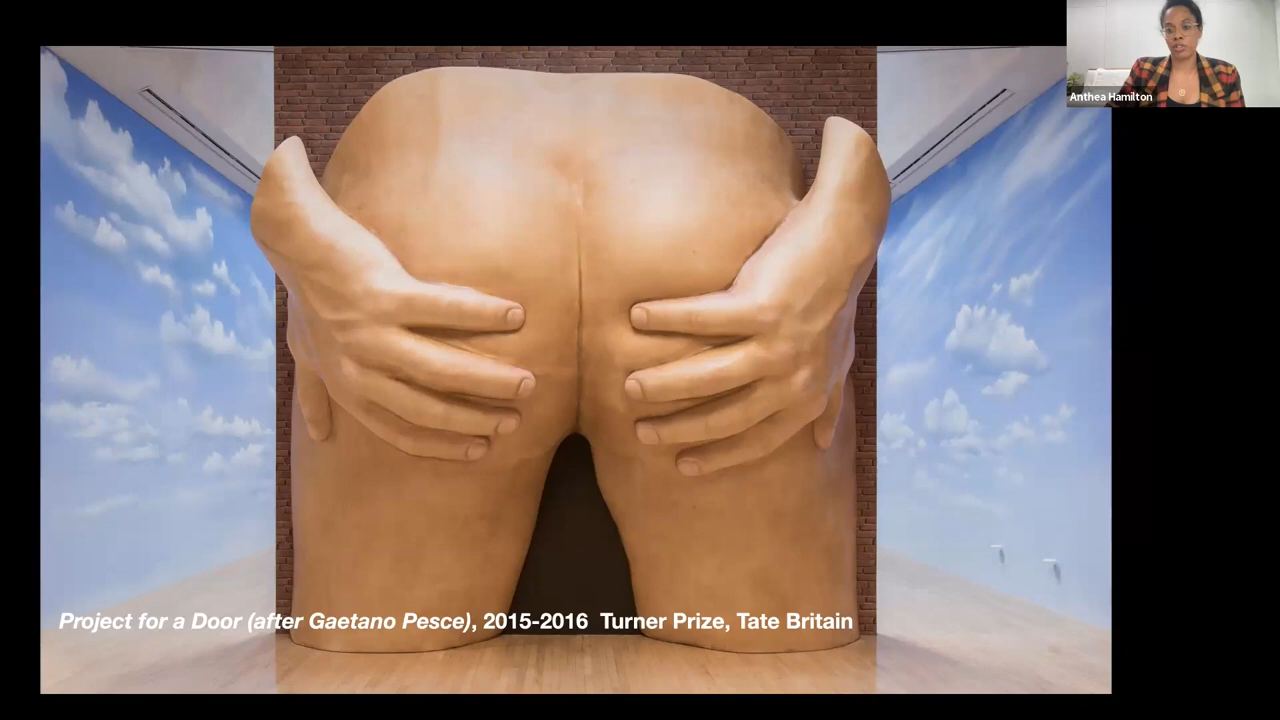 Anthea Hamilton
Project for a Door (after Gaetano Pesce), 2015-2016  Turner Prize, Tate Britain